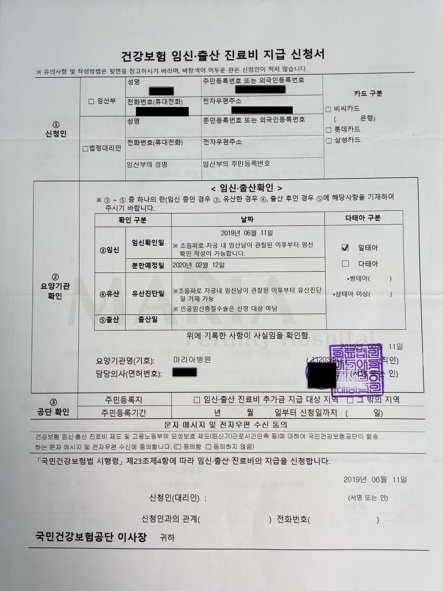 건강보험 임신·출산 진료비 지급 신청서
※ 유의사항 및 작성방법은 뒷면을 참고하시기 바라며, 바탕색이 어두운 란은 신청인이 적지 않습니다.
① 신청인
□ 임산부
성명
주민등록번호 또는 외국인등록번호
전화번호(휴대전화)
전자우편주소
□ 법정대리인
성명
준민등록번호 또는 외국인등록번호
전화번호(휴대전화)
전자우편주소
임산부의 성명
임산부의 주민등록번호
카드 구분
□ 비씨카드
( 은행)
□ 롯데카드
□ 삼성카드
② 요양기관 확인
< 임신·출산확인 >
※ ③ ~ ⑤ 중 하나의 란(임신 중인 경우 ③, 유산한 경우 ④, 출산 후인 경우 ⑤에 해당사항을 기재하여
주시기 바랍니다.
확인 구분
날짜
다태아 구분
③임신
임신확인일
2019년 06월 11일
※ 초음파로 자궁 내 임신낭이 관찰된 이후부터 임신
확인 작성이 가능합니다.
분만예정일
2020년 02월 12일
④유산
유산진단일
※초음파로 자궁내 임신낭이 관찰된 이후부터 유산진단
일 기재 가능
※ 인공임신중절수술은 신청 대상 아님
⑤출산
출산일
☑ 일태아
□ 다태아
•쌍태아( )
•삼태아 이상( )
MARIA
Fertility Hospital
위에 기록한 사항이 사실임을 확인함.
11일
요양기관명(기호):
마리아병원
직인)
담당의사(면허번호):
(서명 또는 인)
③ 공단 확인
주민등록지
□ 임신·출산 진료비 추가금 지급 대상 지역 □ 그 밖의 지역
주민등록기간
년 월 일부터 신청일까지 ( 일)
문자 메시지 및 전자우편 수신 동의
건강보험 임신·출산 진료비 제도 및 고용노동부의 모성보호 제도(임신기근로시간단축 등)에 대하여 국민건강보험공단이 발송
하는 문자 메시지 및 전자우편 수신에 동의합니다. (□ 동의함 □ 동의하지 않음)
「국민건강보험법 시행령」제23조제4항에 따라 임신·출산 진료비의 지급을 신청합니다.
2019년 06월 11일
신청인(대리인) :
(서명 또는 인)
신청인과의 관계( ) 전화번호( )
국민건강보험공단 이사장 귀하